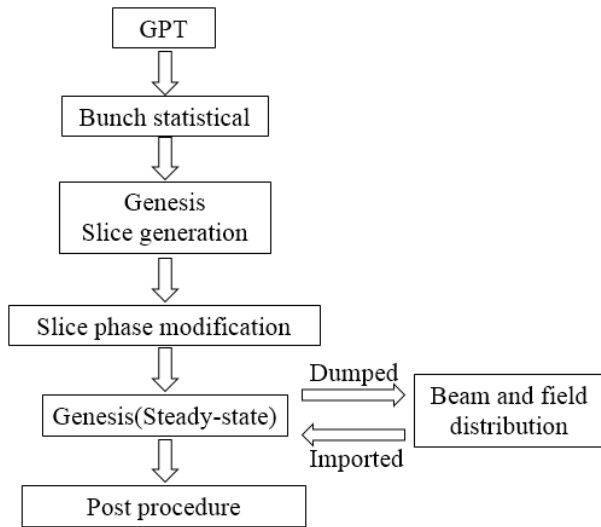 GPT
Bunch statistical
Genesis
Slice generation
Slice phase modification
Dumped
Genesis(Steady-state)
Beam and field
distribution
Imported
Post procedure